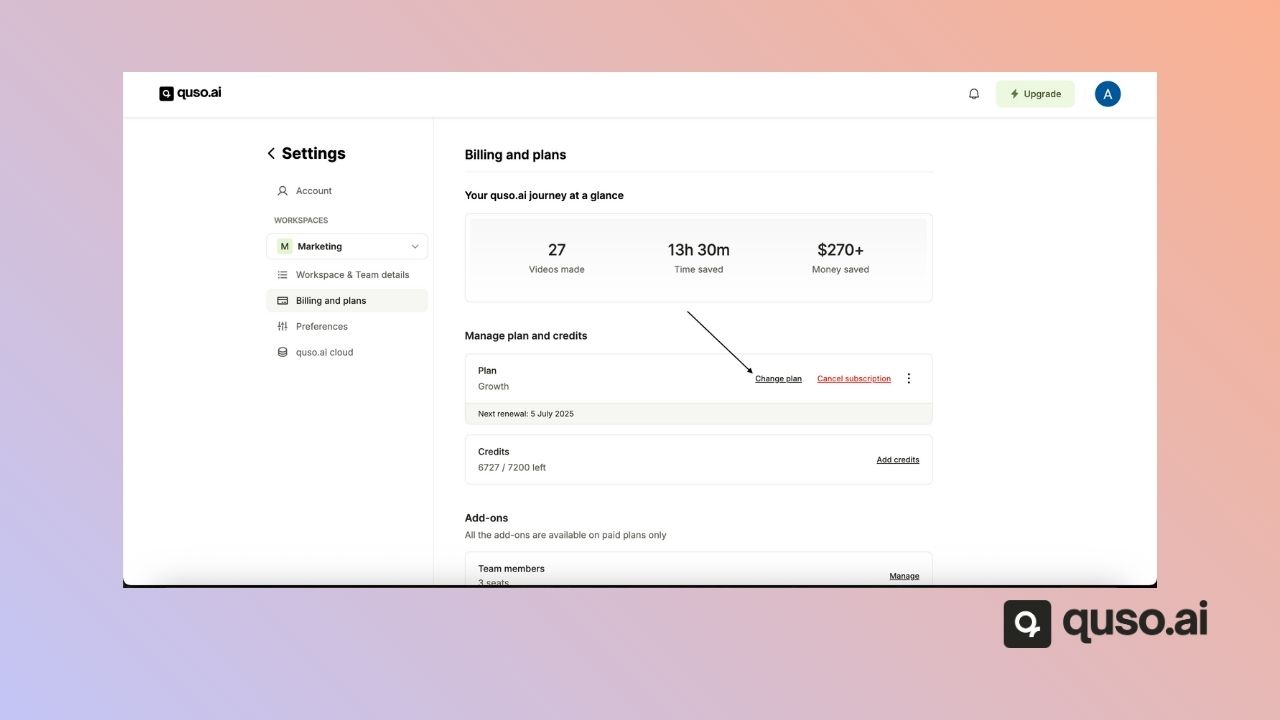 quso.ai
Upgrade
A
Settings
Account
WORKSPACES
M Marketing
Workspace & Team details
Billing and plans
Preferences
quso.ai cloud
Billing and plans
Your quso.ai journey at a glance
27
Videos made
13h 30m
Time saved
$270+
Money saved
Manage plan and credits
Plan
Growth
Change plan
Cancel subscription
Next renewal: 5 July 2025
Credits
6727 / 7200 left
Add credits
Add-ons
All the add-ons are available on paid plans only
Team members
3 seats
Manage
quso.ai